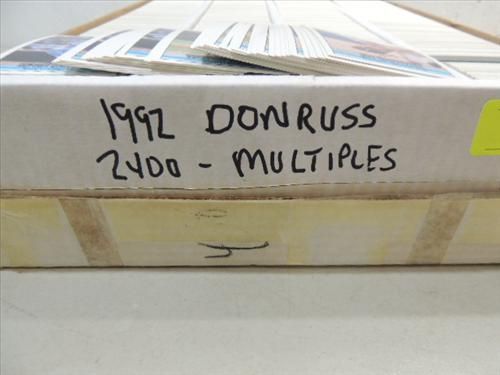 1992 DONRUSS
2400 - MULTIPLES